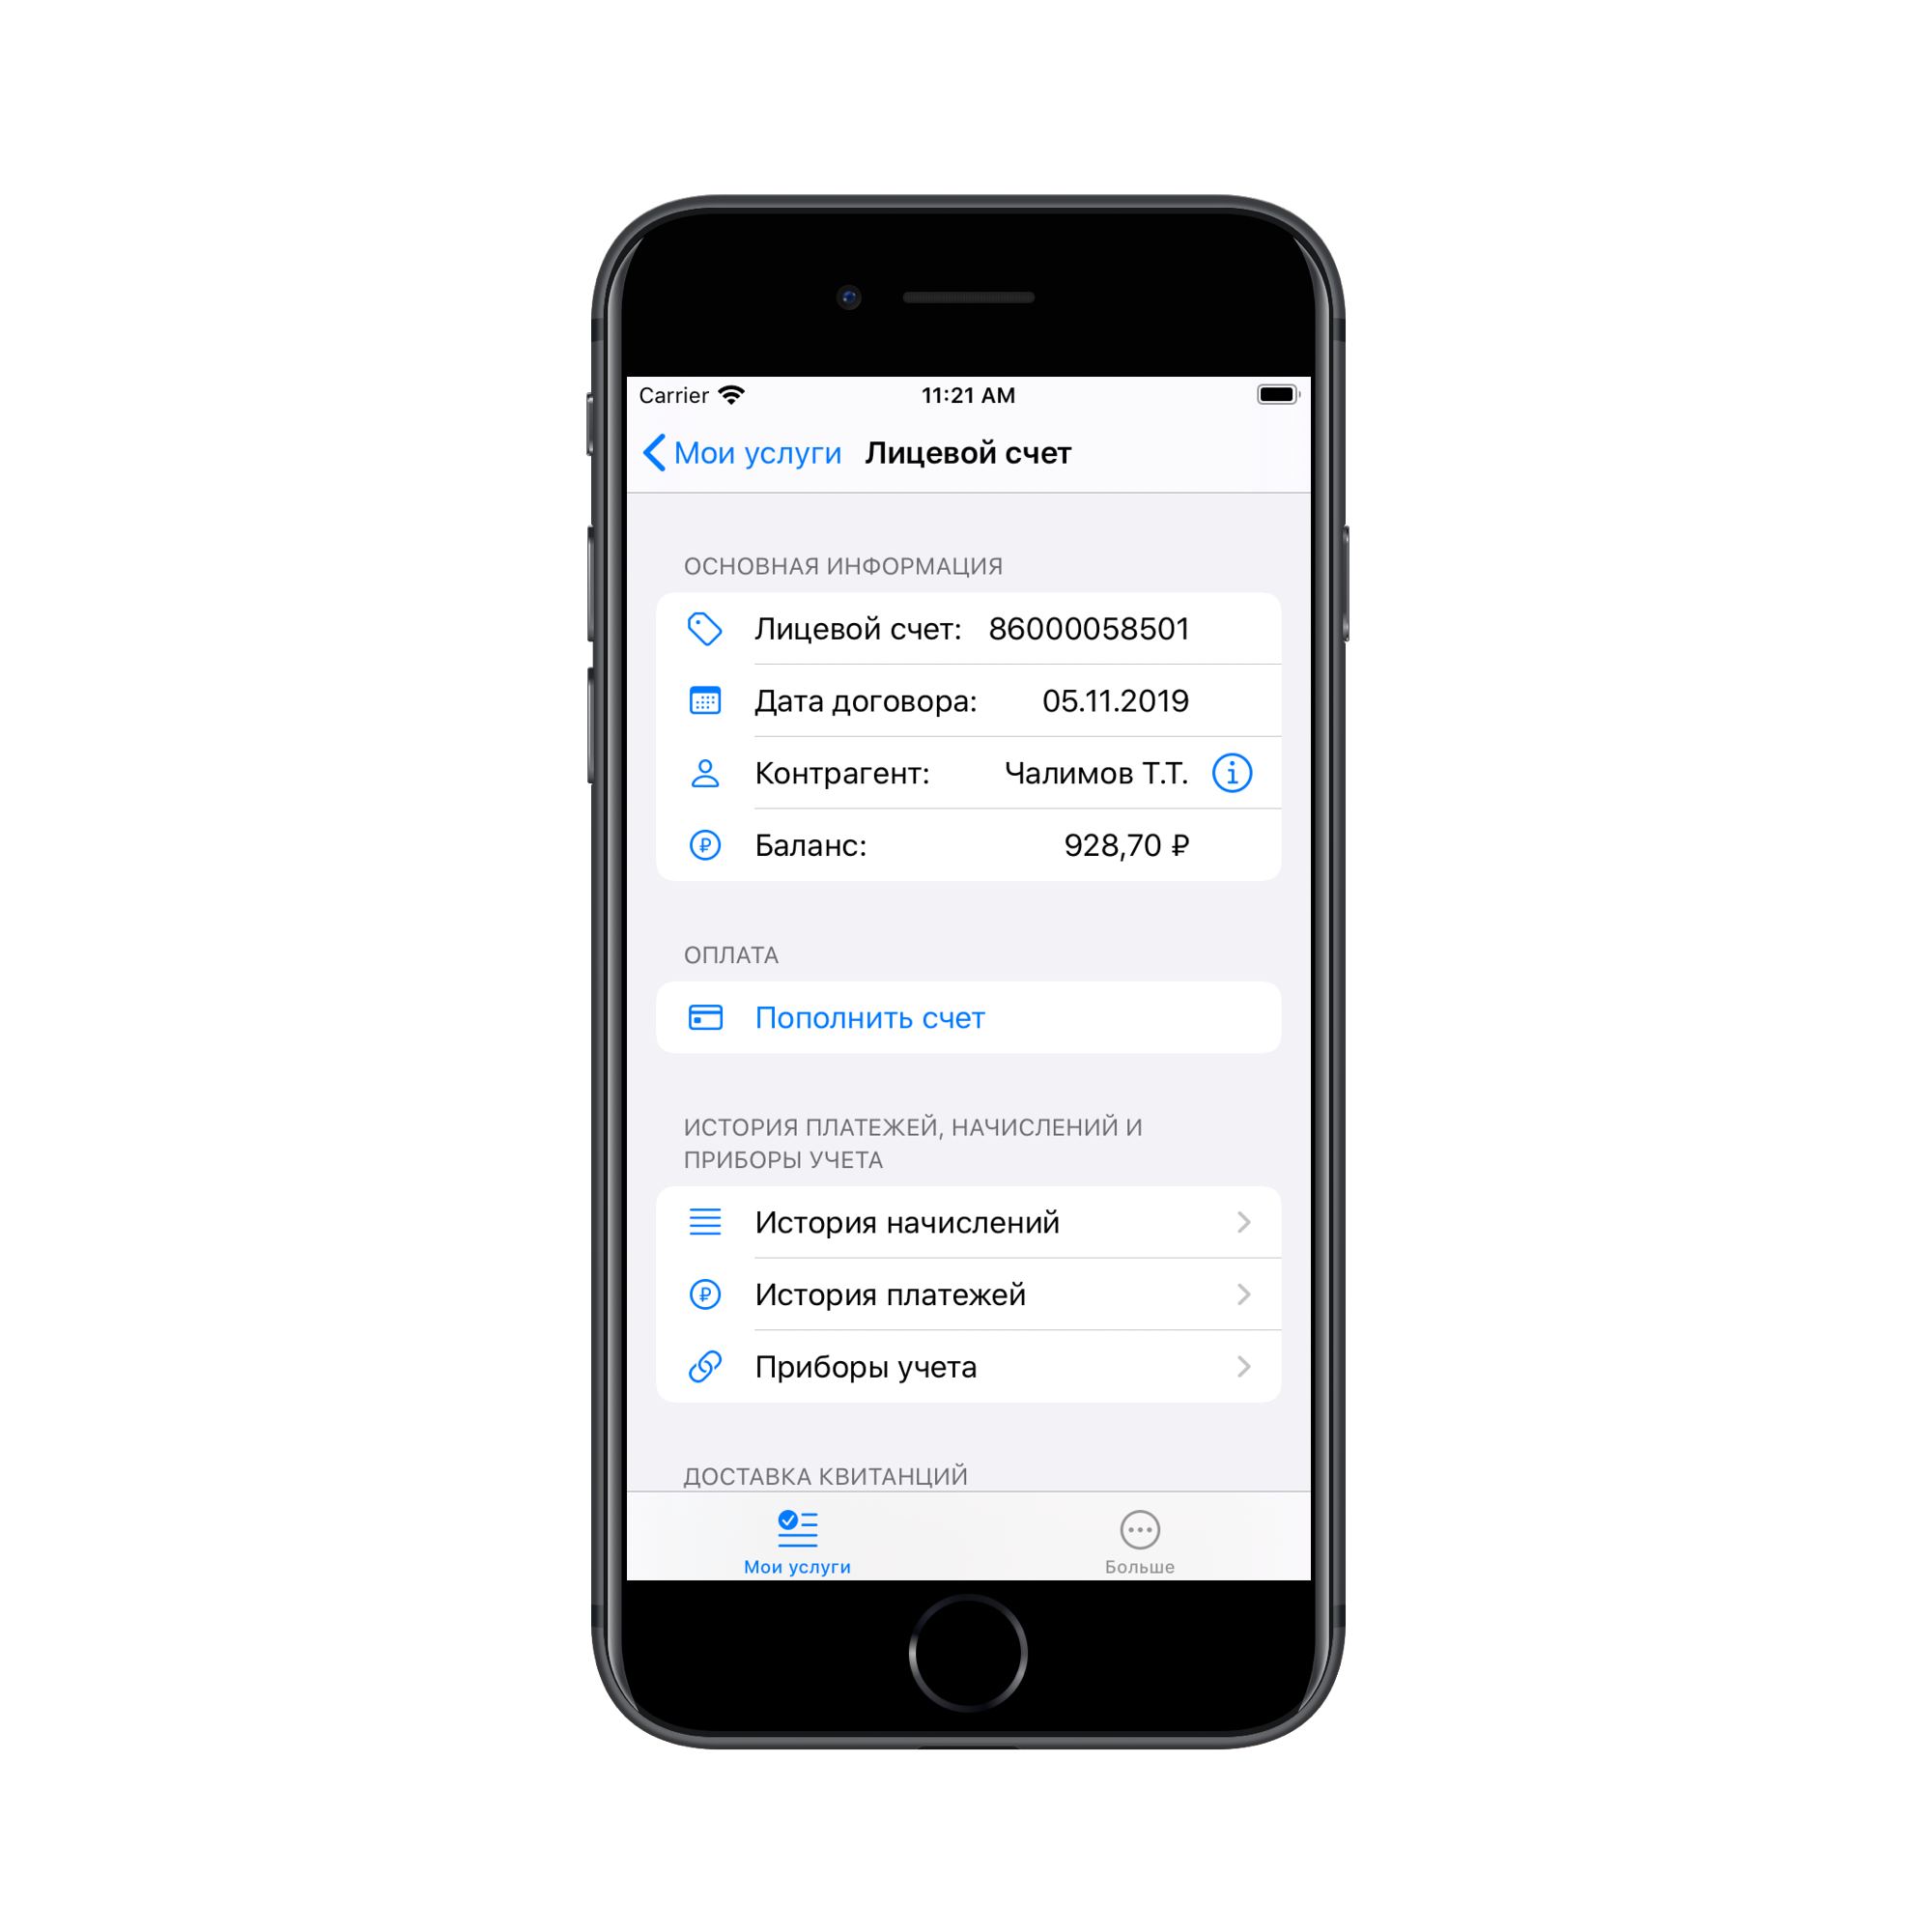 Carrier 11:21 AM
Мои услуги Лицевой счет
ОСНОВНАЯ ИНФОРМАЦИЯ
Лицевой счет: 86000058501
Дата договора: 05.11.2019
Контрагент: Чалимов Т.Т.
Баланс: 928,70 ₽
ОПЛАТА
Пополнить счет
ИСТОРИЯ ПЛАТЕЖЕЙ, НАЧИСЛЕНИЙ И
ПРИБОРЫ УЧЕТА
История начислений
История платежей
Приборы учета
ДОСТАВКА КВИТАНЦИЙ
Мои услуги Больше